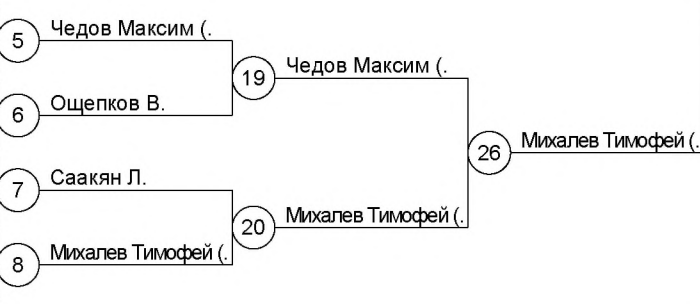 5 Чедов Максим (.
19 Чедов Максим (.
6 Ощепков В.
26 Михалев Тимофей (.
7 Саакян Л.
20 Михалев Тимофей (.
8 Михалев Тимофей (.